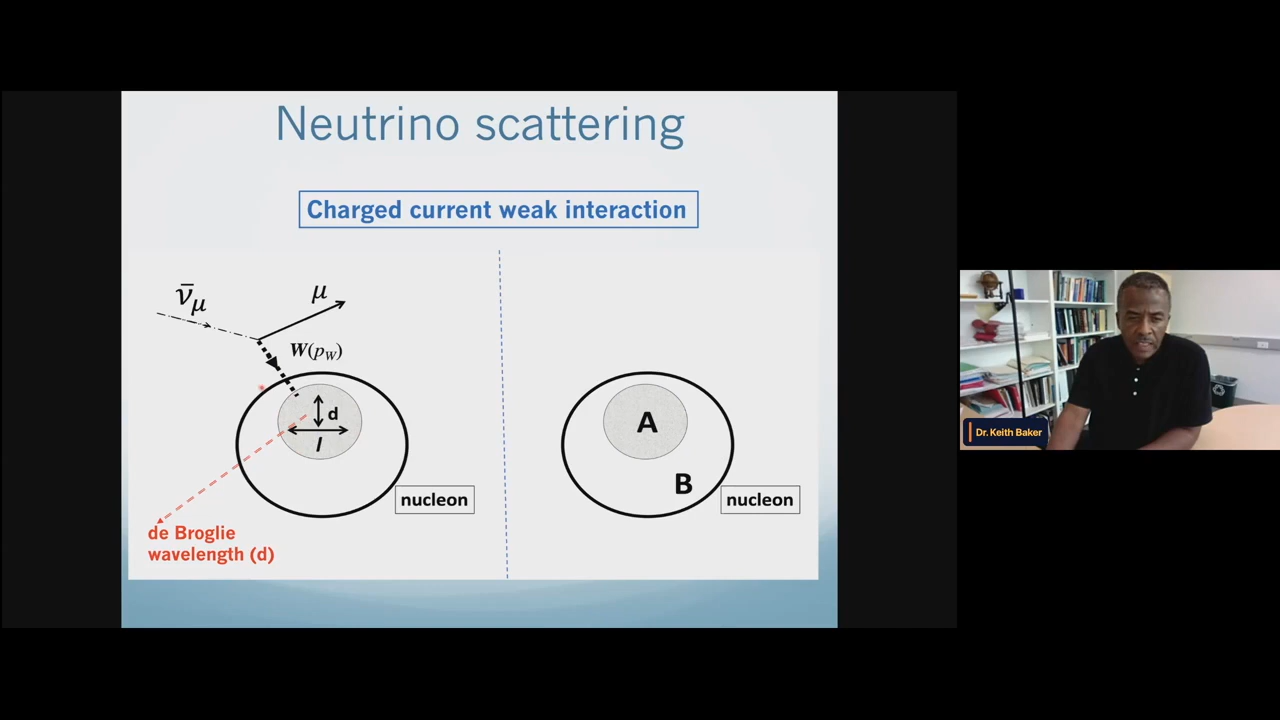 Neutrino scattering
Charged current weak interaction
ν̄μ
μ
W(pW)
d
l
nucleon
de Broglie
wavelength (d)
A
B
nucleon
Dr. Keith Baker